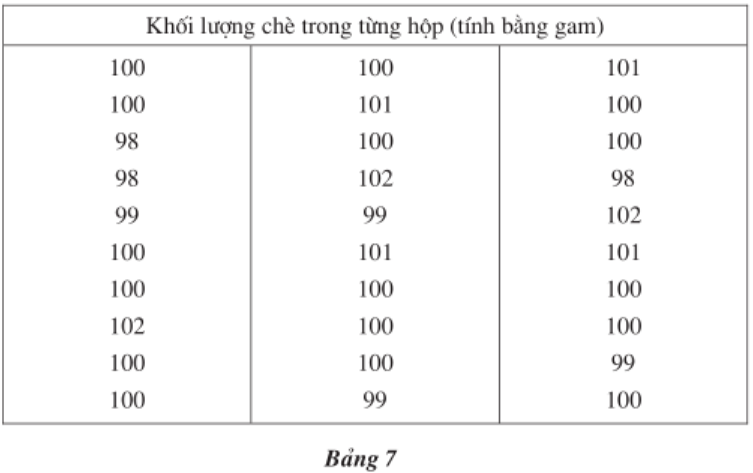 Khối lượng chè trong từng hộp (tính bằng gam)
100 100 101
100 101 100
98 100 100
98 102 98
99 99 102
100 101 101
100 100 100
102 100 100
100 100 99
100 99 100
Bảng 7